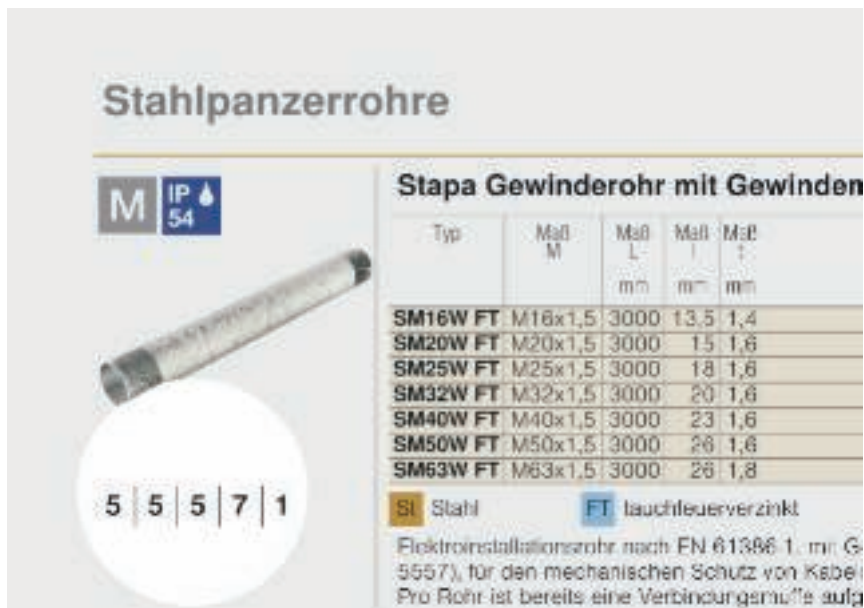 Stahlpanzerrohre
M
IP
54
Stapa Gewinderohr mit Gewinden
Typ Maß Maß Maß Maß
M L l t
mm mm mm
SM16W FT M16x1,5 3000 13,5 1,4
SM20W FT M20x1,5 3000 15 1,6
SM25W FT M25x1,5 3000 18 1,6
SM32W FT M32x1,5 3000 20 1,6
SM40W FT M40x1,5 3000 23 1,6
SM50W FT M50x1,5 3000 26 1,6
SM63W FT M63x1,5 3000 26 1,8
5 5 5 7 1
St Stahl FT tauchfeuerverzinkt
Elektroinstallationsrohr nach EN 61386-1, mit G-
5557), für den mechanischen Schutz von Kabel
Pro Rohr ist bereits eine Verbindungsmuffe aufg